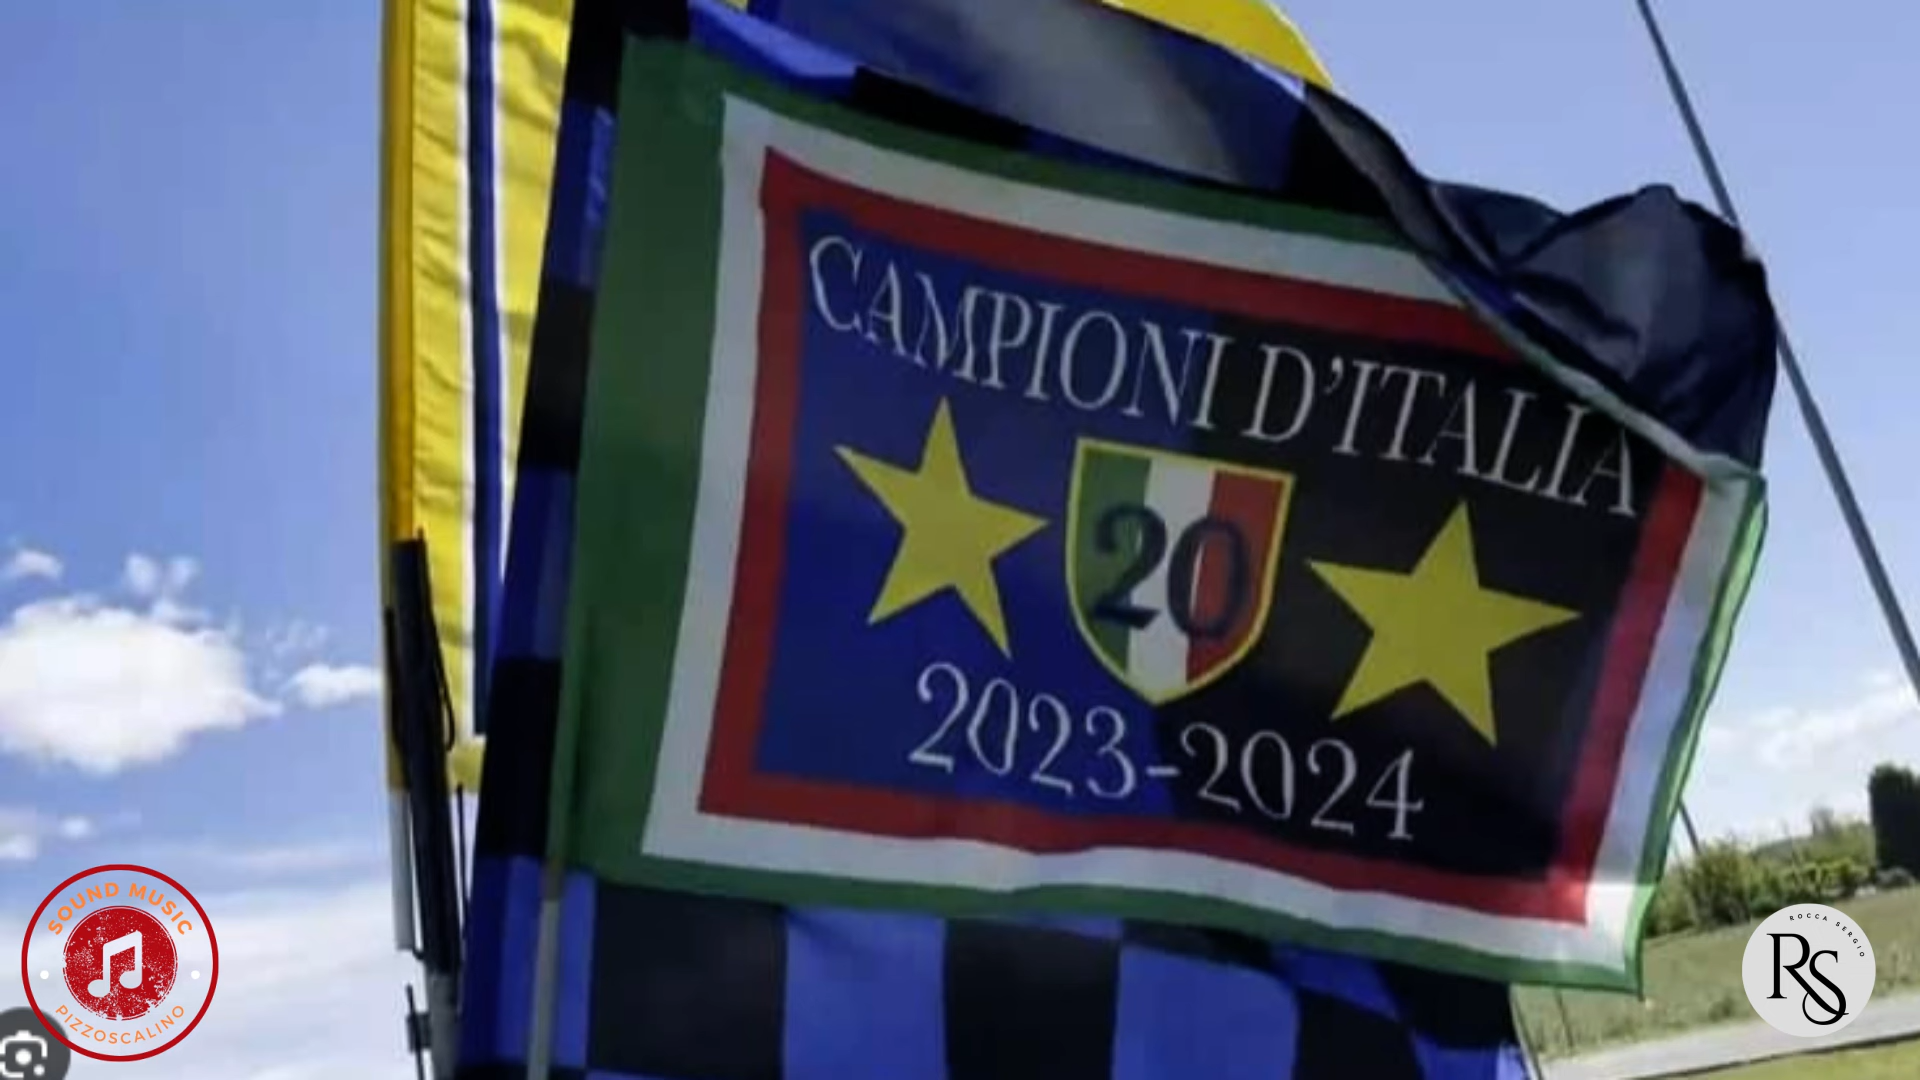 CAMPIONI D'ITALIA
20
2023-2024
SOUND MUSIC
PIZZOSCALINO
ROCCA SERGIO
RS